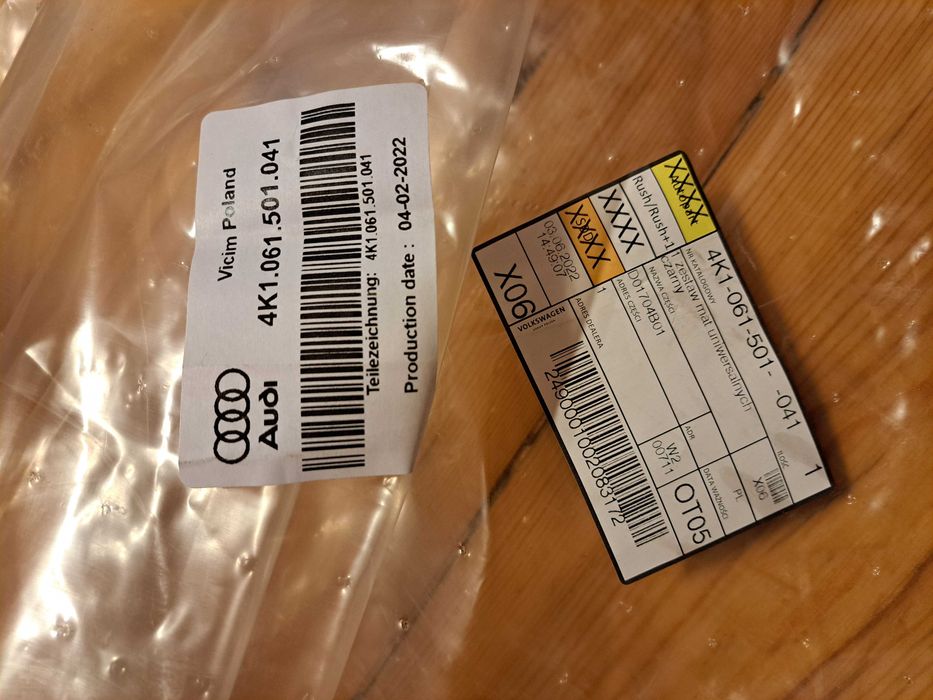 Vicim Poland
4K1.061.501.041
Audi
Teilezeichnung: 4K1.061.501.041
Production date : 04-02-2022
XXXX
Rush/Rush+1
XXXX
XXXX
03.06.2022
14:49:07
X06
NR KATALOGOWY
4K1-061-501- -041
1 zestaw mat uniwersalnych
czarny
NAZWA CZĘŚCI
D01704B01
ADRES CZĘŚCI
1
ADRES DEALERA
VOLKSWAGEN
ILOŚĆ
1
X06
PL
DATA WAŻNOŚCI
OT05
ADR
W2
00711
2490001002083172